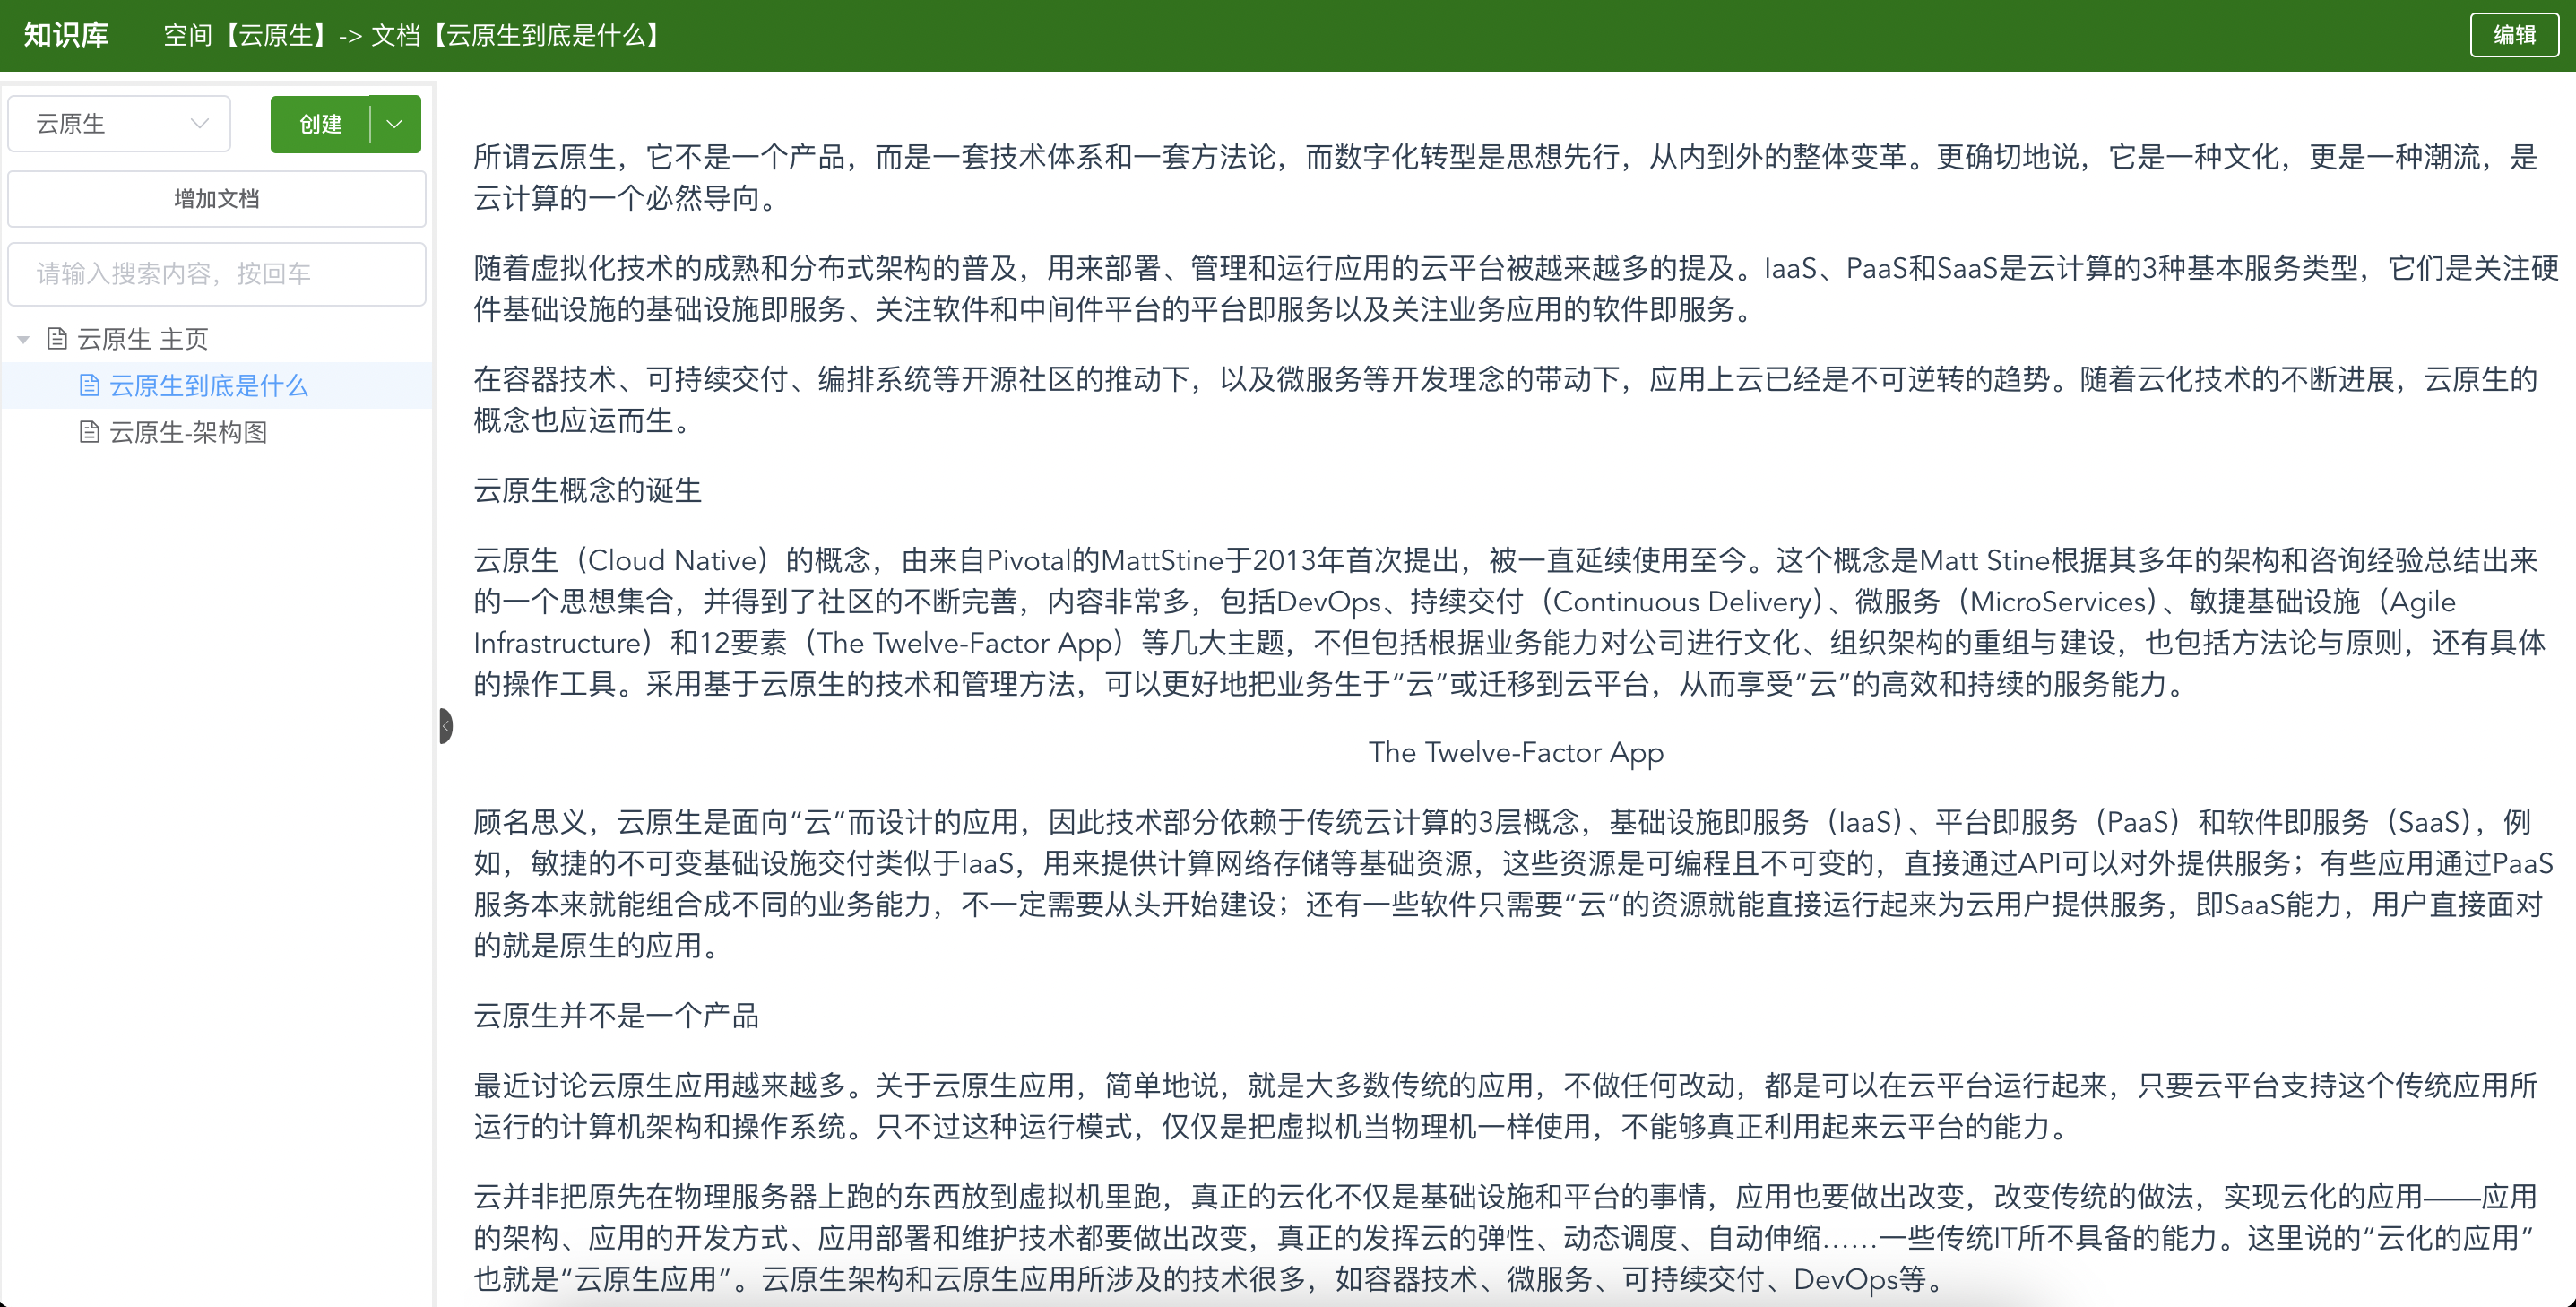 知识库 空间【云原生】-> 文档【云原生到底是什么】 编辑
云原生 创建
增加文档
请输入搜索内容，按回车
云原生 主页
云原生到底是什么
云原生-架构图
所谓云原生，它不是一个产品，而是一套技术体系和一套方法论，而数字化转型是思想先行，从内到外的整体变革。更确切地说，它是一种文化，更是一种潮流，是
云计算的一个必然导向。
随着虚拟化技术的成熟和分布式架构的普及，用来部署、管理和运行应用的云平台被越来越多的提及。IaaS、PaaS和SaaS是云计算的3种基本服务类型，它们是关注硬
件基础设施的基础设施即服务、关注软件和中间件平台的平台即服务以及关注业务应用的软件即服务。
在容器技术、可持续交付、编排系统等开源社区的推动下，以及微服务等开发理念的带动下，应用上云已经是不可逆转的趋势。随着云化技术的不断进展，云原生的
概念也应运而生。
云原生概念的诞生
云原生（Cloud Native）的概念，由来自Pivotal的MattStine于2013年首次提出，被一直延续使用至今。这个概念是Matt Stine根据其多年的架构和咨询经验总结出来
的一个思想集合，并得到了社区的不断完善，内容非常多，包括DevOps、持续交付（Continuous Delivery）、微服务（MicroServices）、敏捷基础设施（Agile
Infrastructure）和12要素（The Twelve-Factor App）等几大主题，不但包括根据业务能力对公司进行文化、组织架构的重组与建设，也包括方法论与原则，还有具体
的操作工具。采用基于云原生的技术和管理方法，可以更好地把业务生于“云”或迁移到云平台，从而享受“云”的高效和持续的服务能力。
The Twelve-Factor App
顾名思义，云原生是面向“云”而设计的应用，因此技术部分依赖于传统云计算的3层概念，基础设施即服务（IaaS）、平台即服务（PaaS）和软件即服务（SaaS），例
如，敏捷的不可变基础设施交付类似于IaaS，用来提供计算网络存储等基础资源，这些资源是可编程且不可变的，直接通过API可以对外提供服务；有些应用通过PaaS
服务本来就能组合成不同的业务能力，不一定需要从头开始建设；还有一些软件只需要“云”的资源就能直接运行起来为云用户提供服务，即SaaS能力，用户直接面对
的就是原生的应用。
云原生并不是一个产品
最近讨论云原生应用越来越多。关于云原生应用，简单地说，就是大多数传统的应用，不做任何改动，都是可以在云平台运行起来，只要云平台支持这个传统应用所
运行的计算机架构和操作系统。只不过这种运行模式，仅仅是把虚拟机当物理机一样使用，不能够真正利用起来云平台的能力。
云并非把原先在物理服务器上跑的东西放到虚拟机里跑，真正的云化不仅是基础设施和平台的事情，应用也要做出改变，改变传统的做法，实现云化的应用——应用
的架构、应用的开发方式、应用部署和维护技术都要做出改变，真正的发挥云的弹性、动态调度、自动伸缩……一些传统IT所不具备的能力。这里说的“云化的应用”
也就是“云原生应用”。云原生架构和云原生应用所涉及的技术很多，如容器技术、微服务、可持续交付、DevOps等。